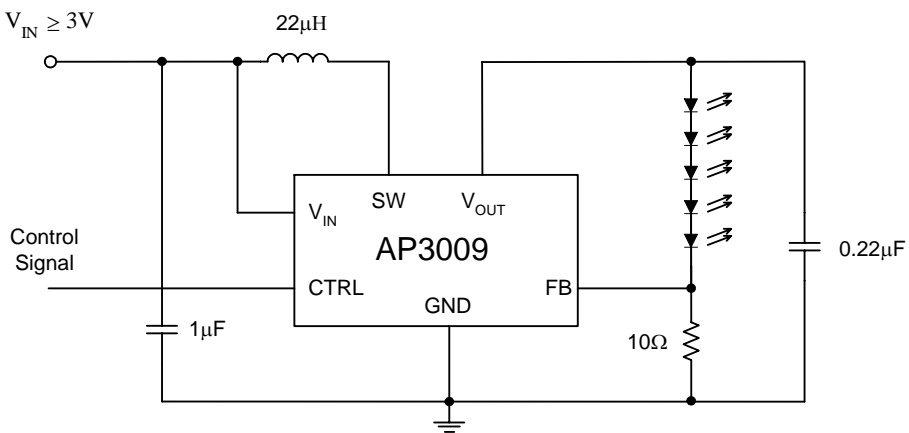 V_IN ≥ 3V
22μH
V_IN
SW
V_OUT
AP3009
Control
Signal
CTRL
FB
GND
0.22μF
1μF
10Ω